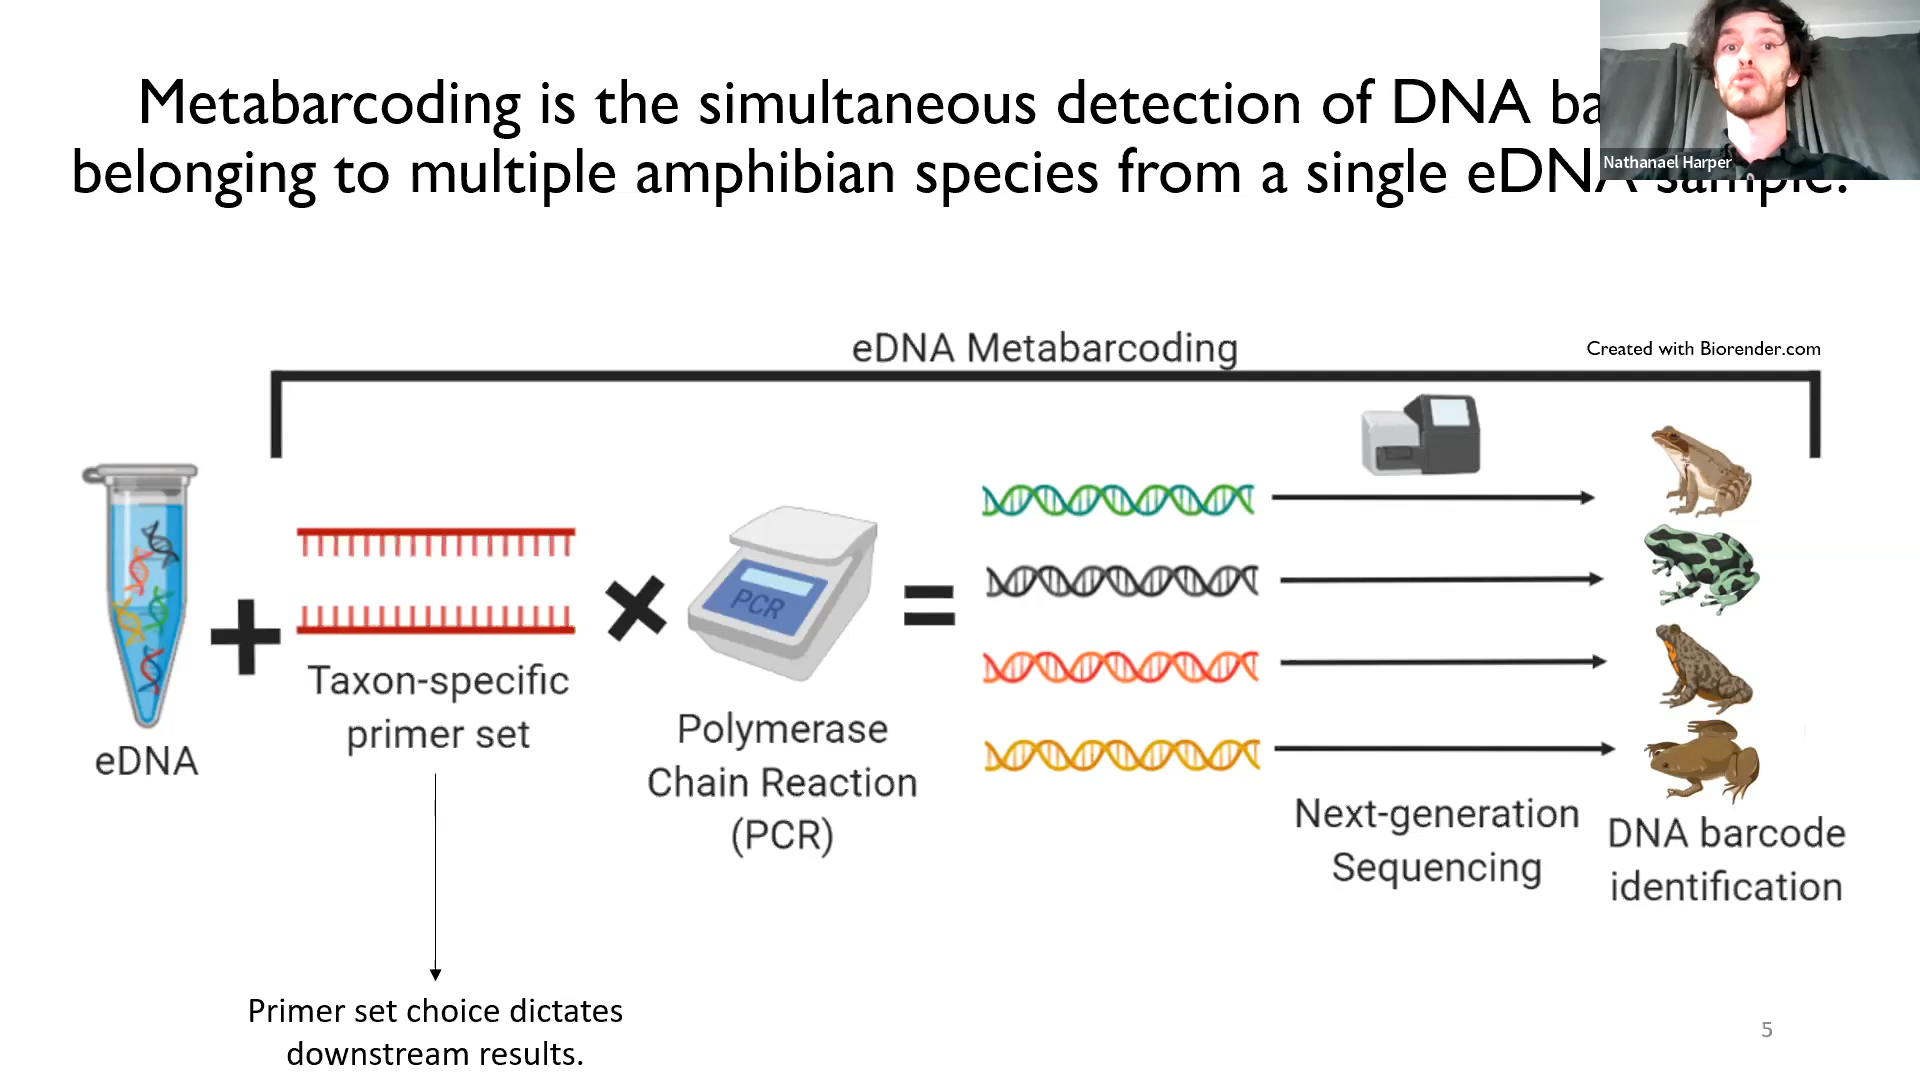 Metabarcoding is the simultaneous detection of DNA
belonging to multiple amphibian species from a single eDNA sample.
Nathanael Harper
eDNA Metabarcoding
Created with Biorender.com
PCR
eDNA
Taxon-specific
primer set
Polymerase
Chain Reaction
(PCR)
Next-generation
Sequencing
DNA barcode
identification
Primer set choice dictates
downstream results.
5